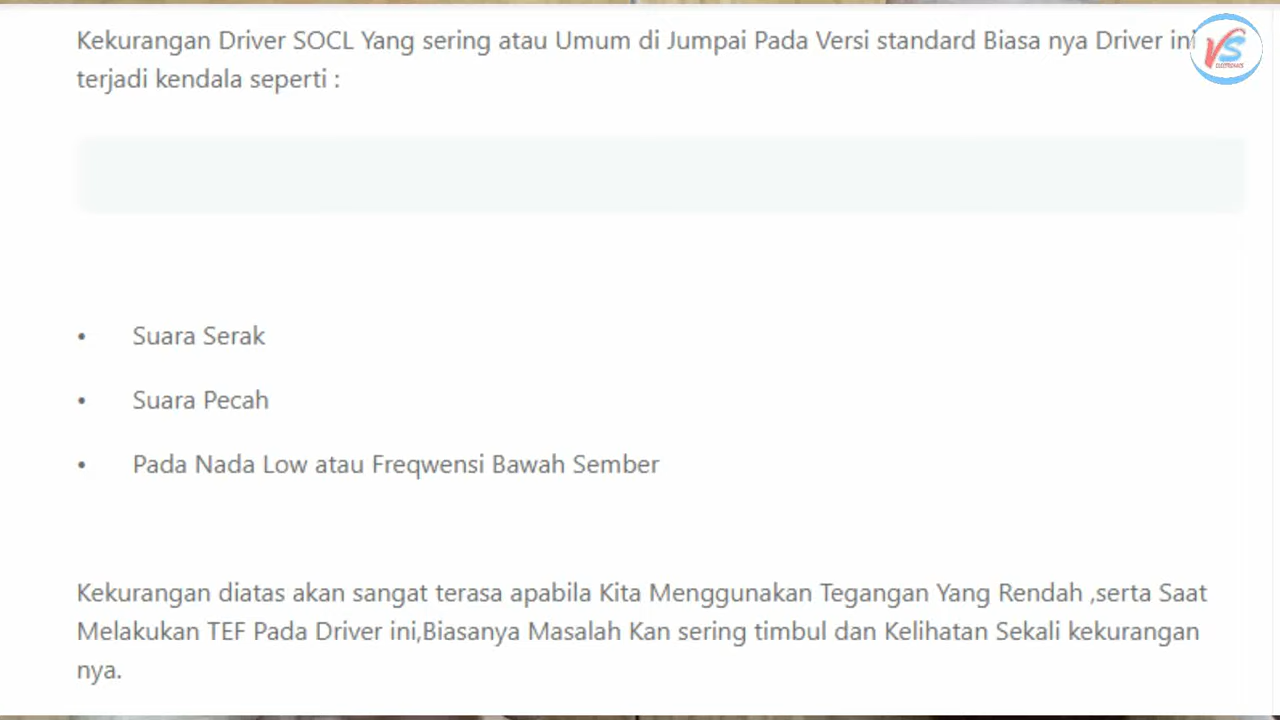 Kekurangan Driver SOCL Yang sering atau Umum di Jumpai Pada Versi standard Biasa nya Driver ini
terjadi kendala seperti :
VS
• Suara Serak
• Suara Pecah
• Pada Nada Low atau Freqwensi Bawah Sember
Kekurangan diatas akan sangat terasa apabila Kita Menggunakan Tegangan Yang Rendah ,serta Saat
Melakukan TEF Pada Driver ini,Biasanya Masalah Kan sering timbul dan Kelihatan Sekali kekurangan
nya.